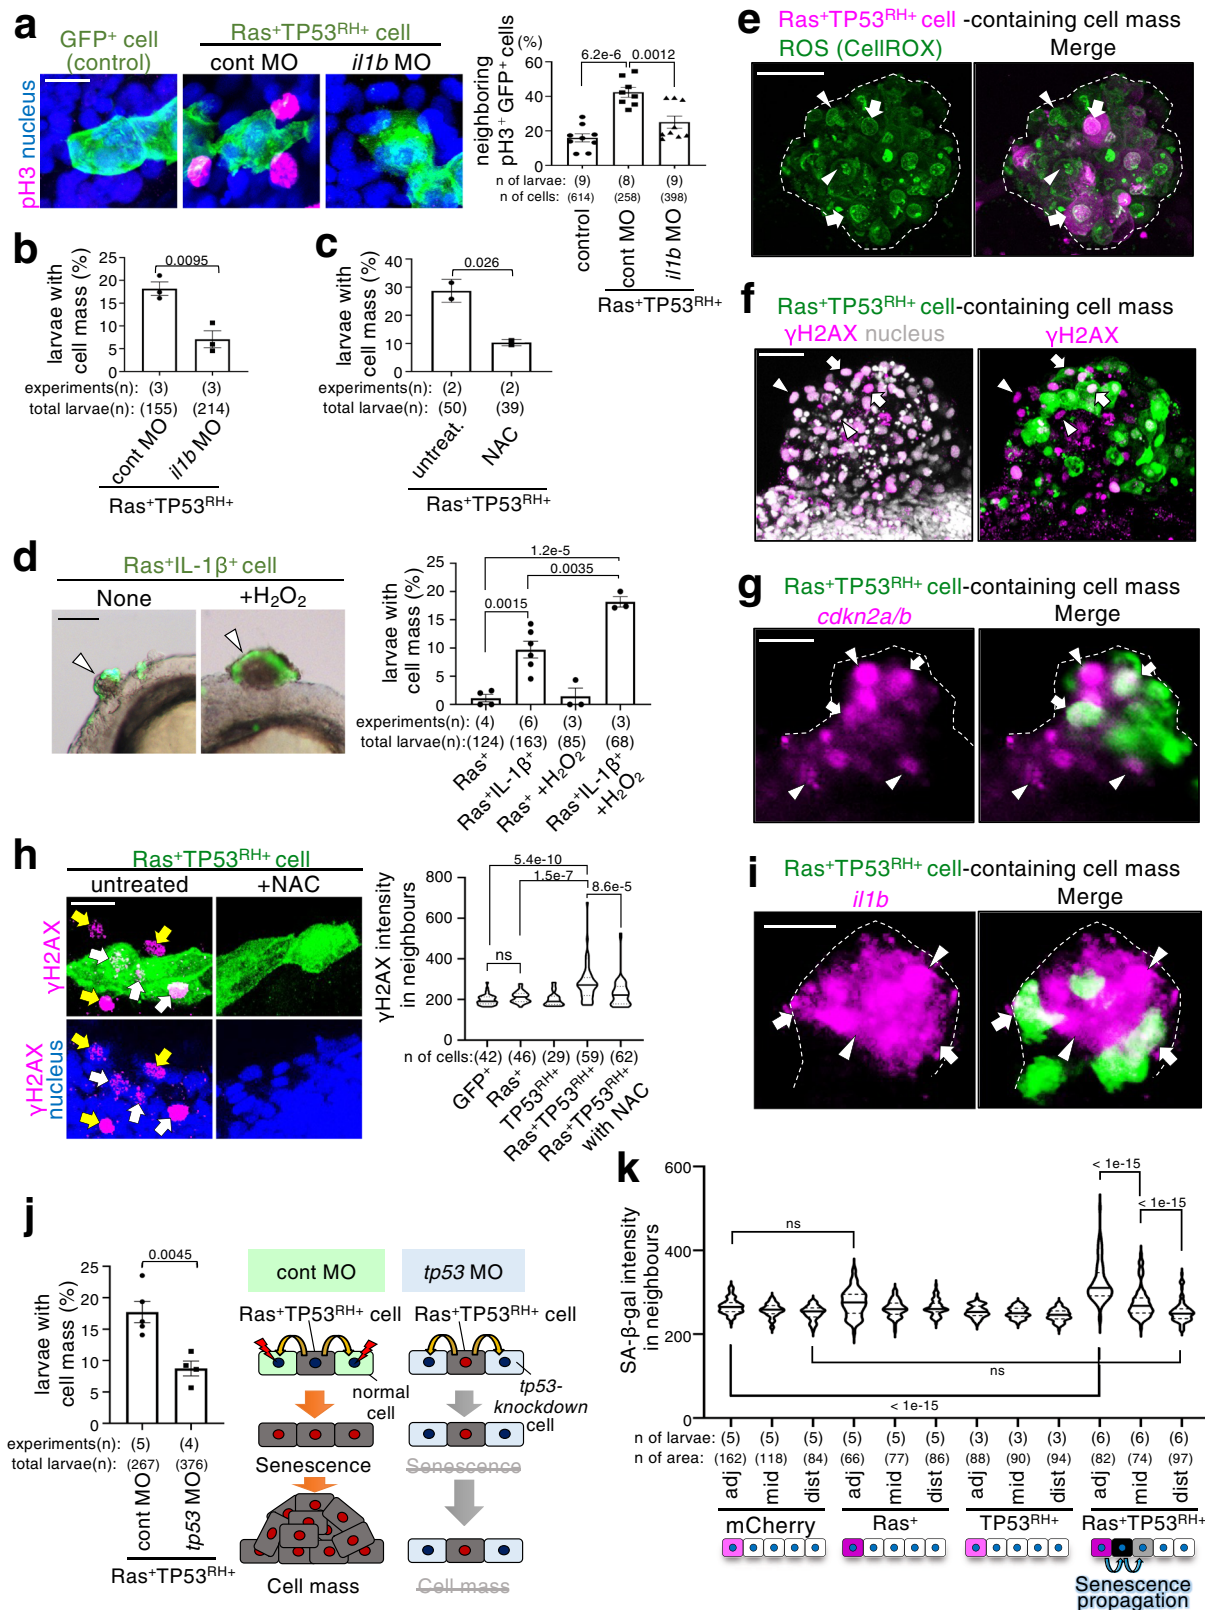 a
GFP+ cell
(control)
Ras+TP53RH+ cell
cont MO
il1b MO
pH3 nucleus
neighboring
pH3+ GFP+ cells
(%)
6.2e-6
0.0012
60
40
20
0
n of larvae: (9) (8) (9)
n of cells: (614) (258) (398)
control
cont MO
il1b MO
Ras+TP53RH+
b
larvae with
cell mass (%)
0.0095
25
20
15
10
5
0
experiments(n): (3) (3)
total larvae(n): (155) (214)
cont MO
il1b MO
Ras+TP53RH+
c
larvae with
cell mass (%)
0.026
40
30
20
10
0
experiments(n): (2) (2)
total larvae(n): (50) (39)
untreat.
NAC
Ras+TP53RH+
d
Ras+IL-1β+ cell
None
+H2O2
larvae with
cell mass (%)
1.2e-5
0.0035
0.0015
25
20
15
10
5
0
experiments(n): (4) (6) (3) (3)
total larvae(n):(124) (163) (85) (68)
Ras+
Ras+IL-1β+
Ras+ +H2O2
Ras+IL-1β+
+H2O2
e
Ras+TP53RH+ cell -containing cell mass
ROS (CellROX)
Merge
f
Ras+TP53RH+ cell-containing cell mass
γH2AX nucleus
γH2AX
g
Ras+TP53RH+ cell-containing cell mass
cdkn2a/b
Merge
h
Ras+TP53RH+ cell
untreated
+NAC
γH2AX
γH2AX
nucleus
γH2AX intensity
in neighbours
5.4e-10
1.5e-7
8.6e-5
ns
800
600
400
200
0
n of cells:(42) (46) (29) (59) (62)
GFP+
Ras+
TP53RH+
Ras+TP53RH+
Ras+TP53RH+
with NAC
i
Ras+TP53RH+ cell-containing cell mass
il1b
Merge
j
larvae with
cell mass (%)
0.0045
25
20
15
10
5
0
experiments(n): (5) (4)
total larvae(n): (267) (376)
cont MO
tp53 MO
Ras+TP53RH+
cont MO
tp53 MO
Ras+TP53RH+ cell
Ras+TP53RH+ cell
normal
cell
tp53-
knockdown
cell
Senescence
Senescence
Cell mass
Cell mass
k
SA-β-gal intensity
in neighbours
600
400
200
0
ns
< 1e-15
< 1e-15
ns
< 1e-15
n of larvae: (5) (5) (5) (5) (5) (5) (3) (3) (3) (6) (6) (6)
n of area: (162) (118) (84) (66) (77) (86) (88) (90) (94) (82) (74) (97)
adj mid dist adj mid dist adj mid dist adj mid dist
mCherry
Ras+
TP53RH+
Ras+TP53RH+
Senescence
propagation